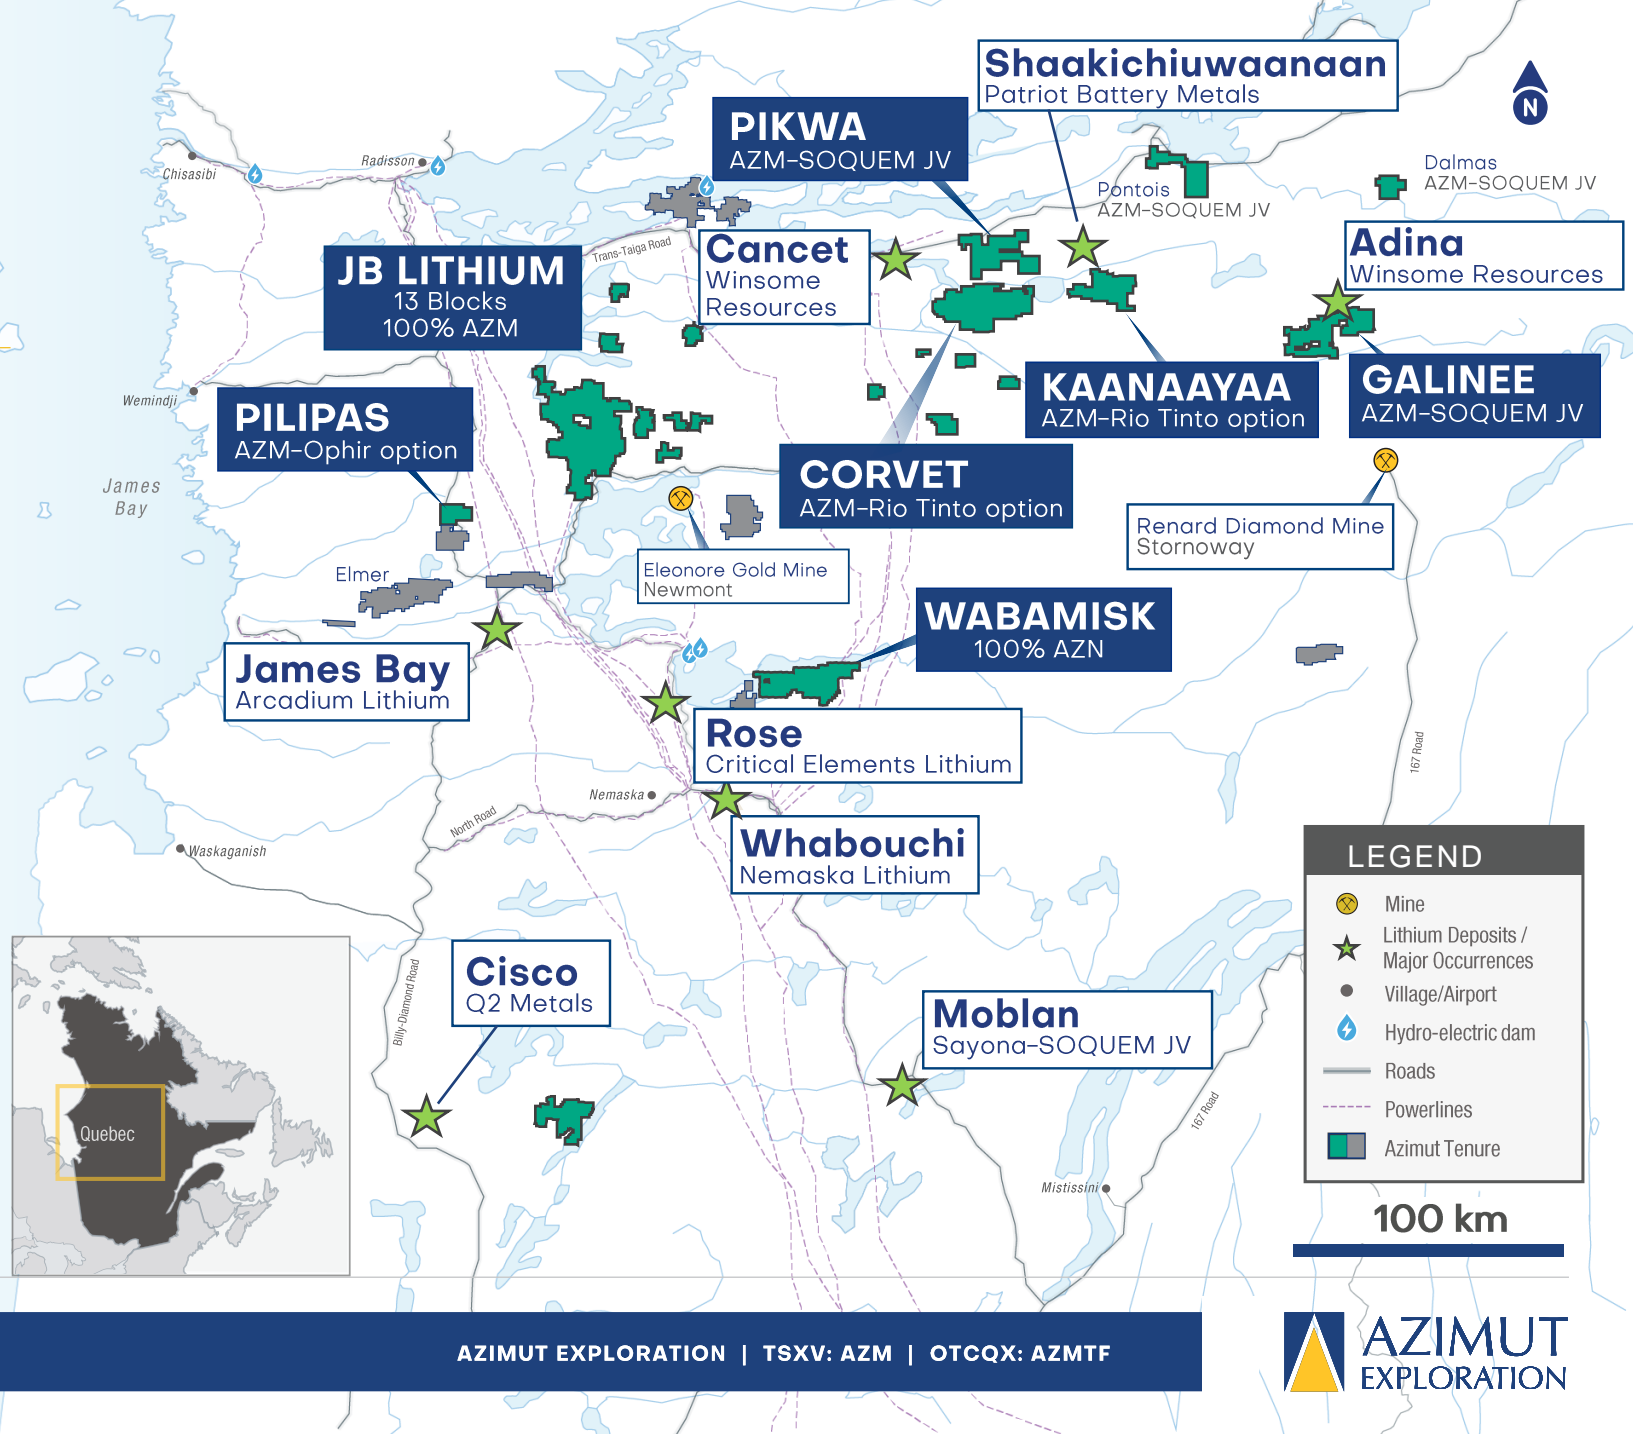 Shaakichiuwaanaan
Patriot Battery Metals
N
PIKWA
AZM-SOQUEM JV
Radisson
Chisasibi
Dalmas
AZM-SOQUEM JV
Pontois
AZM-SOQUEM JV
Trans-Taiga Road
Cancet
Winsome
Resources
Adina
Winsome Resources
JB LITHIUM
13 Blocks
100% AZM
KAANAAYAA
AZM-Rio Tinto option
GALINEE
AZM-SOQUEM JV
Wemindji
PILIPAS
AZM-Ophir option
CORVET
AZM-Rio Tinto option
James
Bay
Renard Diamond Mine
Stornoway
Elmer
Eleonore Gold Mine
Newmont
WABAMISK
100% AZN
James Bay
Arcadium Lithium
Rose
Critical Elements Lithium
167 Road
Nemaska
North Road
Whabouchi
Nemaska Lithium
Waskaganish
LEGEND
Mine
Lithium Deposits /
Major Occurrences
Village/Airport
Hydro-electric dam
Roads
Powerlines
Azimut Tenure
Cisco
Q2 Metals
Billy-Diamond Road
Moblan
Sayona-SOQUEM JV
167 Road
Quebec
Mistissini
100 km
AZIMUT EXPLORATION | TSXV: AZM | OTCQX: AZMTF
AZIMUT
EXPLORATION